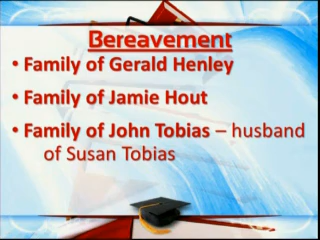 Bereavement
• Family of Gerald Henley
• Family of Jamie Hout
• Family of John Tobias – husband
of Susan Tobias